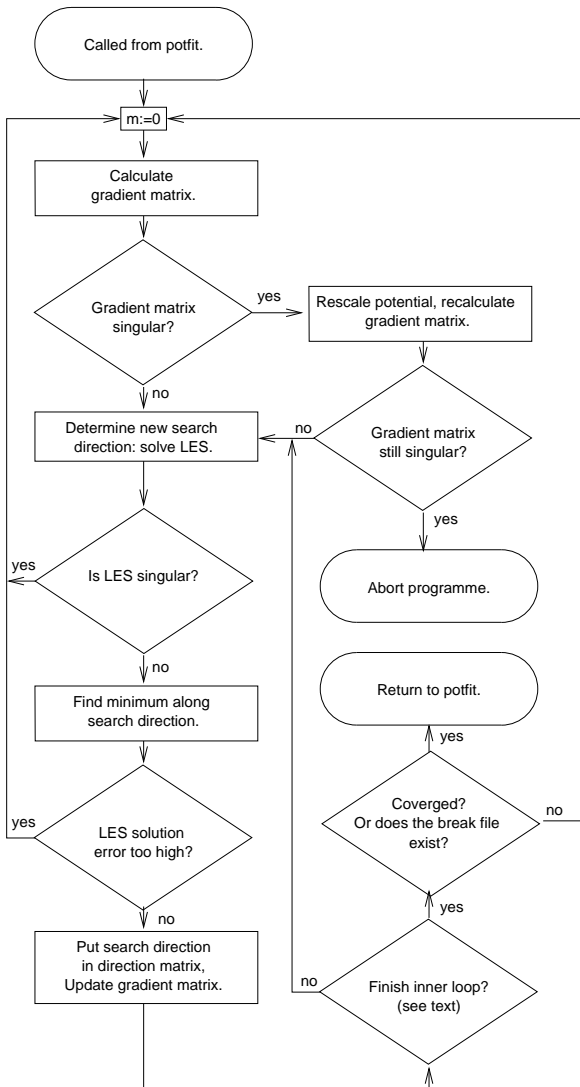 Called from potfit.
m:=0
Calculate
gradient matrix.
Gradient matrix
singular?
yes
no
Rescale potential, recalculate
gradient matrix.
Gradient matrix
still singular?
no
yes
Abort programme.
Determine new search
direction: solve LES.
Is LES singular?
yes
no
Find minimum along
search direction.
LES solution
error too high?
yes
no
Put search direction
in direction matrix,
Update gradient matrix.
Finish inner loop?
(see text)
no
yes
Coverged?
Or does the break file
exist?
no
yes
Return to potfit.